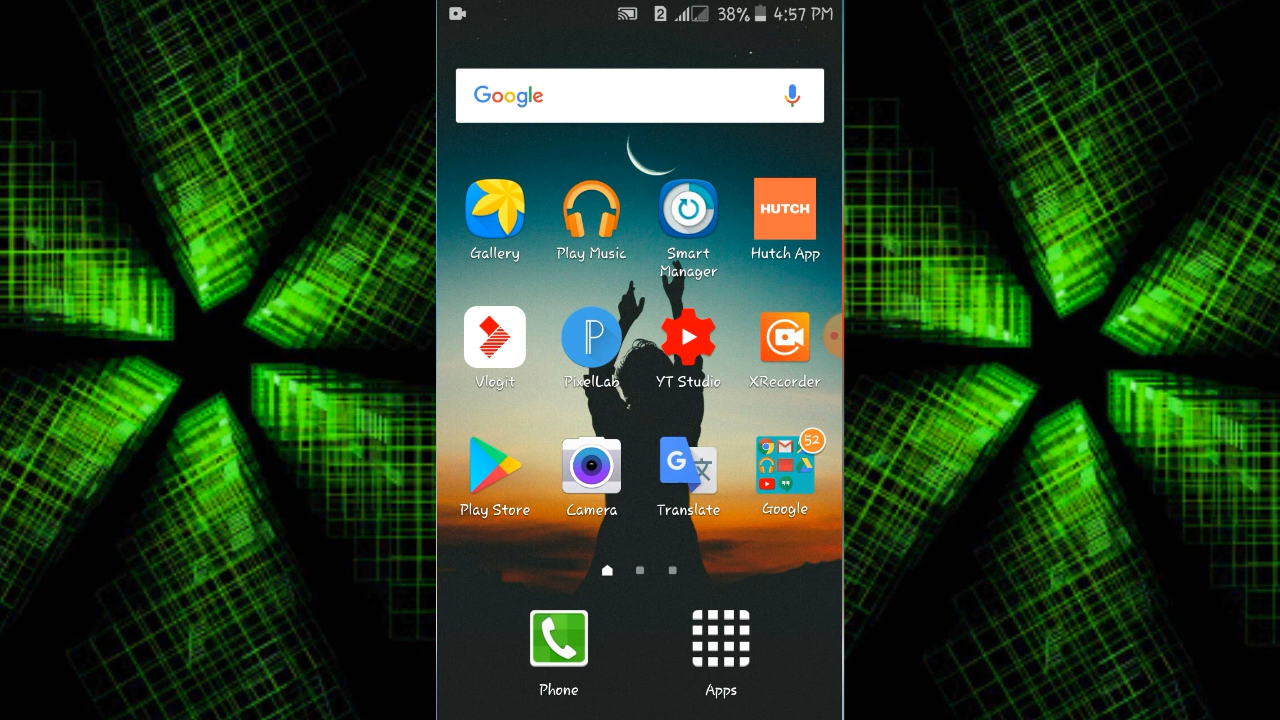 2 38% 4:57 PM
Google
HUTCH
Gallery Play Music Smart Manager Hutch App
P
Vlogit PixelLab YT Studio XRecorder
G 文
52
Play Store Camera Translate Google
Phone Apps